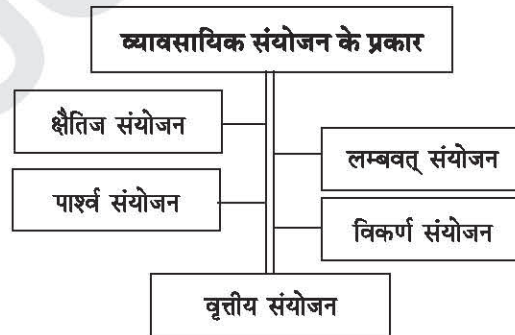 व्यावसायिक संयोजन के प्रकार
क्षैतिज संयोजन
लम्बवत् संयोजन
पार्श्व संयोजन
विकर्ण संयोजन
वृत्तीय संयोजन